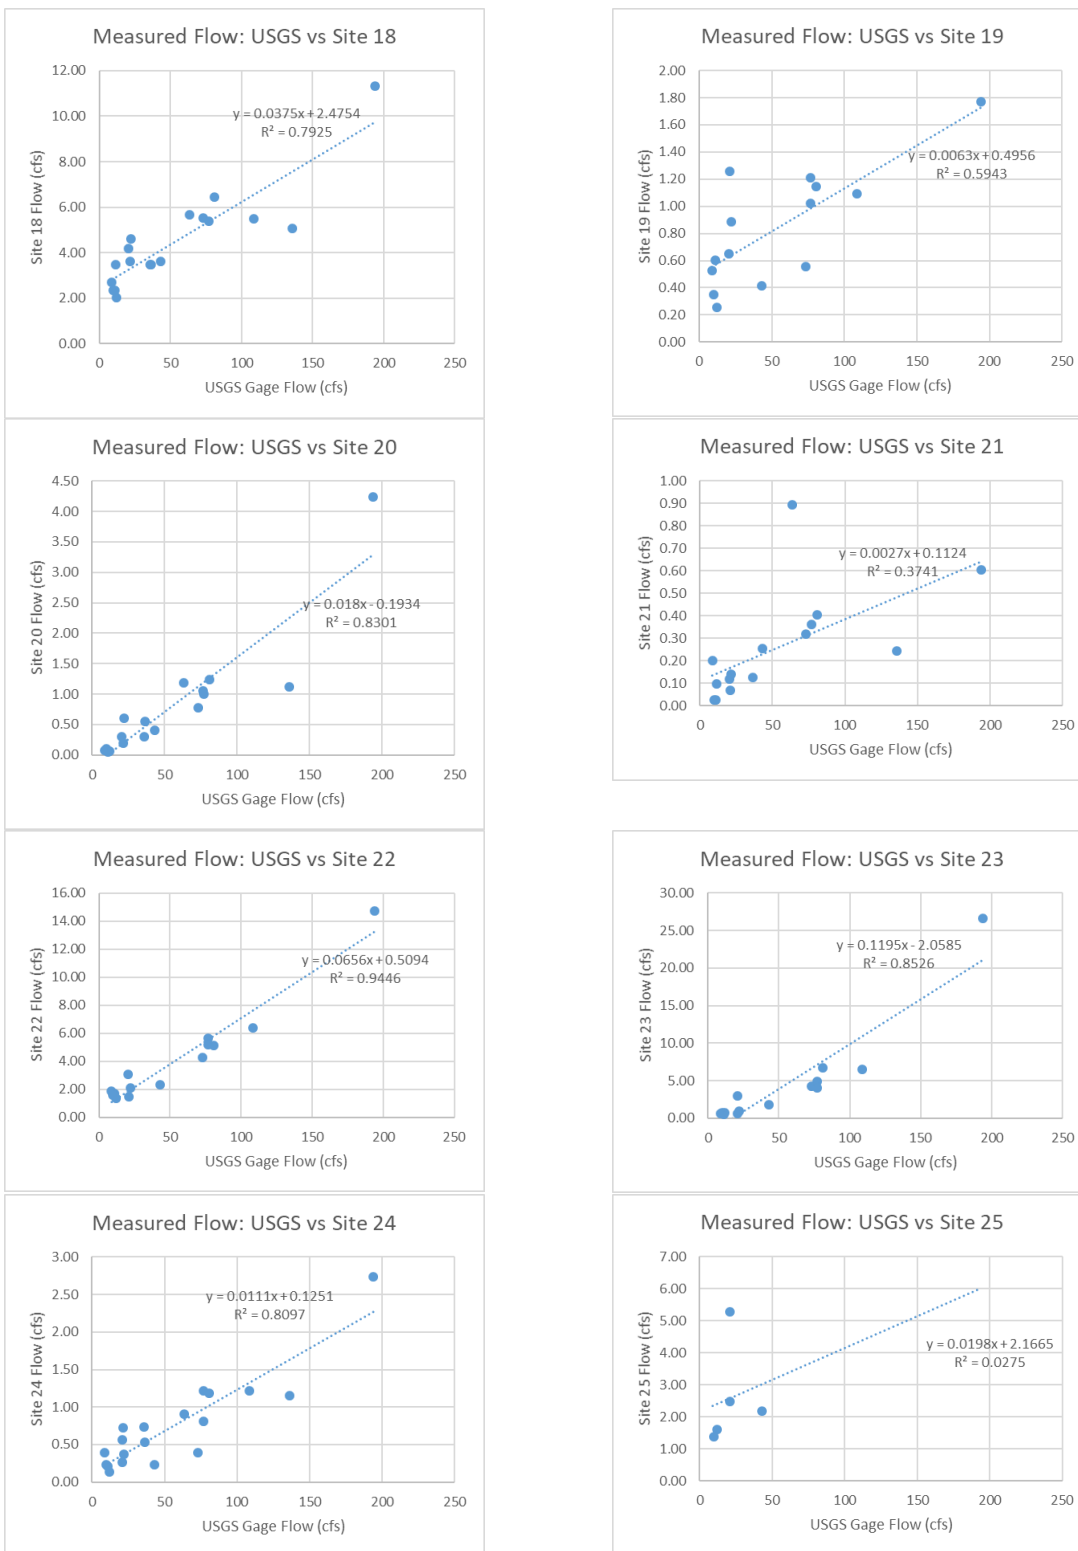 Measured Flow: USGS vs Site 18
12.00
10.00
8.00
6.00
4.00
2.00
0.00
Site 18 Flow (cfs)
y = 0.0375x + 2.4754
R² = 0.7925
0 50 100 150 200 250
USGS Gage Flow (cfs)
Measured Flow: USGS vs Site 19
2.00
1.80
1.60
1.40
1.20
1.00
0.80
0.60
0.40
0.20
0.00
Site 19 Flow (cfs)
y = 0.0063x + 0.4956
R² = 0.5943
0 50 100 150 200 250
USGS Gage Flow (cfs)
Measured Flow: USGS vs Site 20
4.50
4.00
3.50
3.00
2.50
2.00
1.50
1.00
0.50
0.00
Site 20 Flow (cfs)
y = 0.018x - 0.1934
R² = 0.8301
0 50 100 150 200 250
USGS Gage Flow (cfs)
Measured Flow: USGS vs Site 21
1.00
0.90
0.80
0.70
0.60
0.50
0.40
0.30
0.20
0.10
0.00
Site 21 Flow (cfs)
y = 0.0027x + 0.1124
R² = 0.3741
0 50 100 150 200 250
USGS Gage Flow (cfs)
Measured Flow: USGS vs Site 22
16.00
14.00
12.00
10.00
8.00
6.00
4.00
2.00
0.00
Site 22 Flow (cfs)
y = 0.0656x + 0.5094
R² = 0.9446
0 50 100 150 200 250
USGS Gage Flow (cfs)
Measured Flow: USGS vs Site 23
30.00
25.00
20.00
15.00
10.00
5.00
0.00
Site 23 Flow (cfs)
y = 0.1195x - 2.0585
R² = 0.8526
0 50 100 150 200 250
USGS Gage Flow (cfs)
Measured Flow: USGS vs Site 24
3.00
2.50
2.00
1.50
1.00
0.50
0.00
Site 24 Flow (cfs)
y = 0.0111x + 0.1251
R² = 0.8097
0 50 100 150 200 250
USGS Gage Flow (cfs)
Measured Flow: USGS vs Site 25
7.00
6.00
5.00
4.00
3.00
2.00
1.00
0.00
Site 25 Flow (cfs)
y = 0.0198x + 2.1665
R² = 0.0275
0 50 100 150 200 250
USGS Gage Flow (cfs)